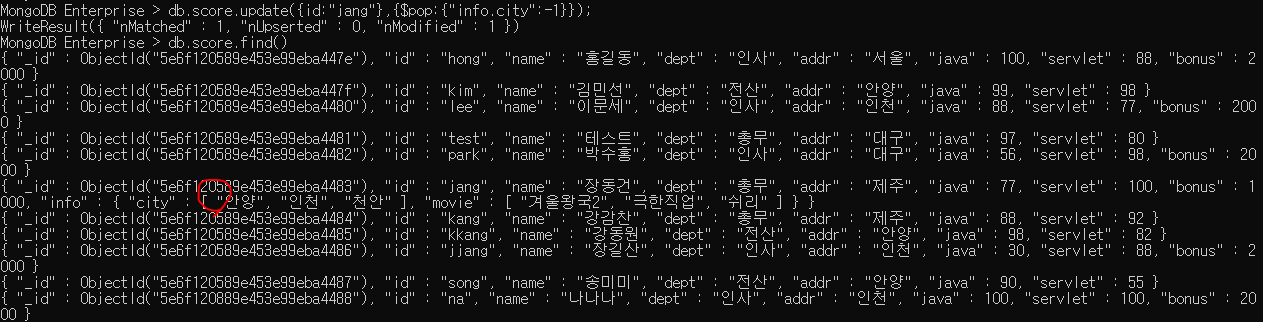 MongoDB Enterprise > db.score.update({id:"jang"},{$pop:{"info.city":-1}});
WriteResult({ "nMatched" : 1, "nUpserted" : 0, "nModified" : 1 })
MongoDB Enterprise > db.score.find()
{ "_id" : ObjectId("5e6f120589e453e99eba447e"), "id" : "hong", "name" : "홍길동", "dept" : "인사", "addr" : "서울", "java" : 100, "servlet" : 88, "bonus" : 2
000 }
{ "_id" : ObjectId("5e6f120589e453e99eba447f"), "id" : "kim", "name" : "김민선", "dept" : "전산", "addr" : "안양", "java" : 99, "servlet" : 98 }
{ "_id" : ObjectId("5e6f120589e453e99eba4480"), "id" : "lee", "name" : "이문세", "dept" : "인사", "addr" : "인천", "java" : 88, "servlet" : 77, "bonus" : 200
0 }
{ "_id" : ObjectId("5e6f120589e453e99eba4481"), "id" : "test", "name" : "테스트", "dept" : "총무", "addr" : "대구", "java" : 97, "servlet" : 80 }
{ "_id" : ObjectId("5e6f120589e453e99eba4482"), "id" : "park", "name" : "박수홍", "dept" : "인사", "addr" : "대구", "java" : 56, "servlet" : 98, "bonus" : 20
00 }
{ "_id" : ObjectId("5e6f120589e453e99eba4483"), "id" : "jang", "name" : "장동건", "dept" : "총무", "addr" : "제주", "java" : 77, "servlet" : 100, "bonus" : 1
000, "info" : { "city" : [ "안양", "인천", "천안" ], "movie" : [ "겨울왕국2", "극한직업", "쉬리" ] } }
{ "_id" : ObjectId("5e6f120589e453e99eba4484"), "id" : "kang", "name" : "강감찬", "dept" : "총무", "addr" : "제주", "java" : 88, "servlet" : 92 }
{ "_id" : ObjectId("5e6f120589e453e99eba4485"), "id" : "kkang", "name" : "강동원", "dept" : "전산", "addr" : "안양", "java" : 98, "servlet" : 82 }
{ "_id" : ObjectId("5e6f120589e453e99eba4486"), "id" : "jjang", "name" : "장길산", "dept" : "인사", "addr" : "인천", "java" : 30, "servlet" : 88, "bonus" : 2
000 }
{ "_id" : ObjectId("5e6f120589e453e99eba4487"), "id" : "song", "name" : "송미미", "dept" : "전산", "addr" : "안양", "java" : 90, "servlet" : 55 }
{ "_id" : ObjectId("5e6f120889e453e99eba4488"), "id" : "na", "name" : "나나나", "dept" : "인사", "addr" : "인천", "java" : 100, "servlet" : 100, "bonus" : 20
00 }